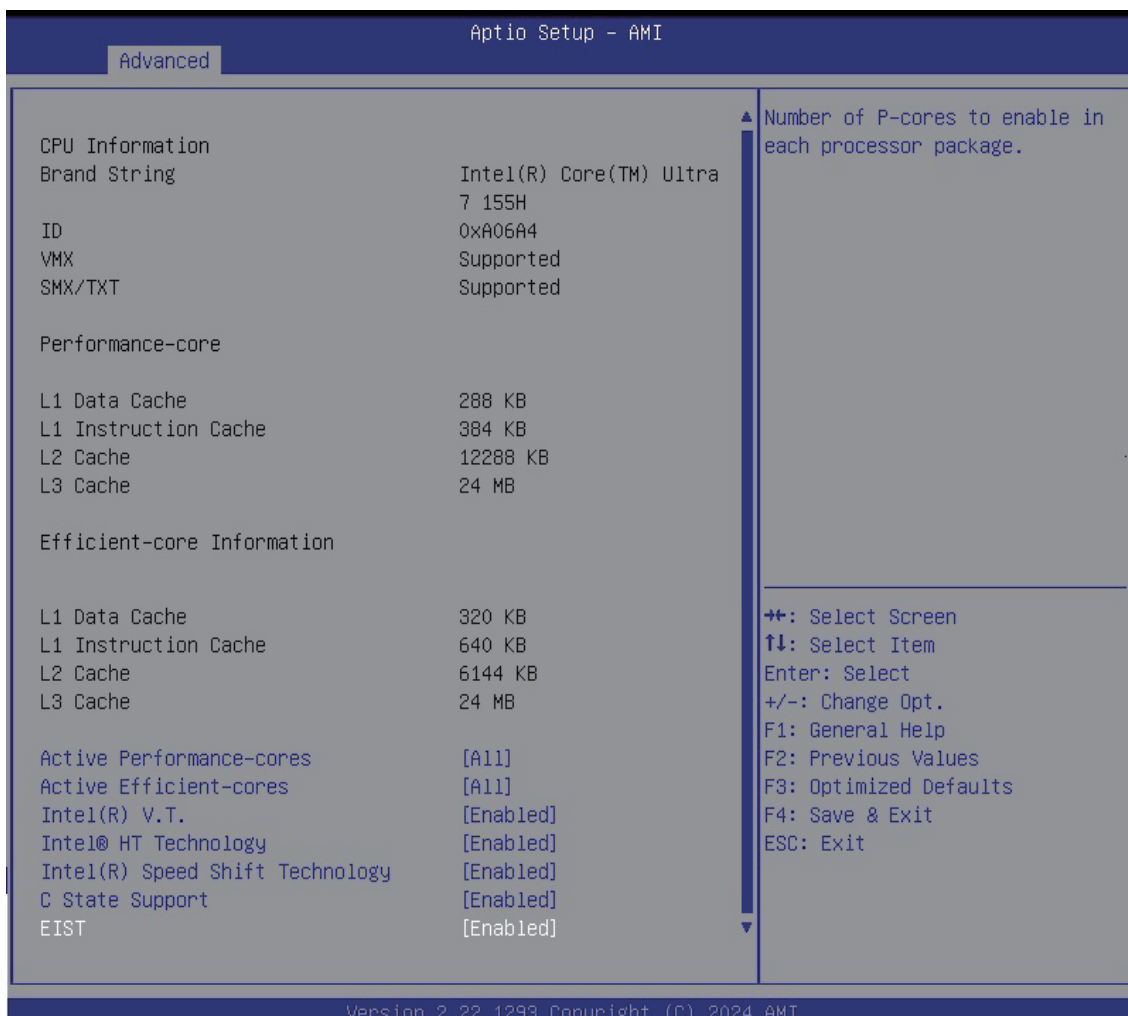 Aptio Setup - AMI
Advanced
CPU Information
Brand String Intel(R) Core(TM) Ultra
7 155H
ID 0xA06A4
VMX Supported
SMX/TXT Supported
Performance-core
L1 Data Cache 288 KB
L1 Instruction Cache 384 KB
L2 Cache 12288 KB
L3 Cache 24 MB
Efficient-core Information
L1 Data Cache 320 KB
L1 Instruction Cache 640 KB
L2 Cache 6144 KB
L3 Cache 24 MB
Active Performance-cores [All]
Active Efficient-cores [All]
Intel(R) V.T. [Enabled]
Intel® HT Technology [Enabled]
Intel(R) Speed Shift Technology [Enabled]
C State Support [Enabled]
EIST [Enabled]
Number of P-cores to enable in
each processor package.
→←: Select Screen
↑↓: Select Item
Enter: Select
+/-: Change Opt.
F1: General Help
F2: Previous Values
F3: Optimized Defaults
F4: Save & Exit
ESC: Exit
Version 2.22.1293 Copyright (C) 2024 AMI